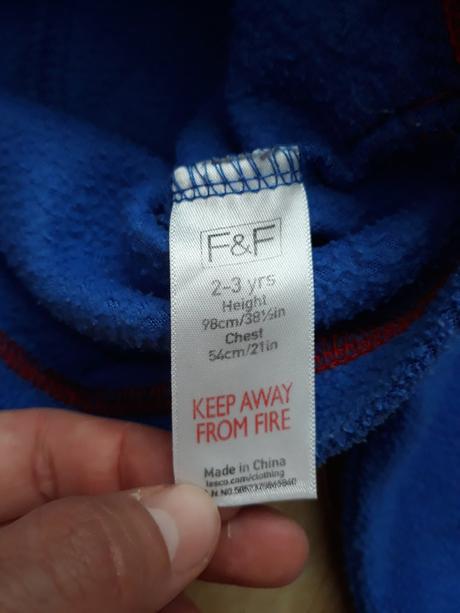 F&F
2-3 yrs
Height
98cm/38½in
Chest
54cm/21in
KEEP AWAY
FROM FIRE
Made in China
tesco.com/clothing